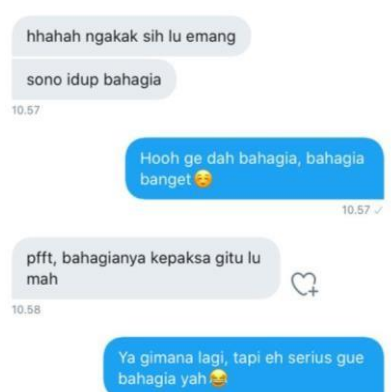 hhahah ngakak sih lu emang
sono idup bahagia
10.57
Hooh ge dah bahagia, bahagia
banget😊
10.57 ✓
pfft, bahagianya kepaksa gitu lu
mah
10.58
Ya gimana lagi, tapi eh serius gue
bahagia yah😂